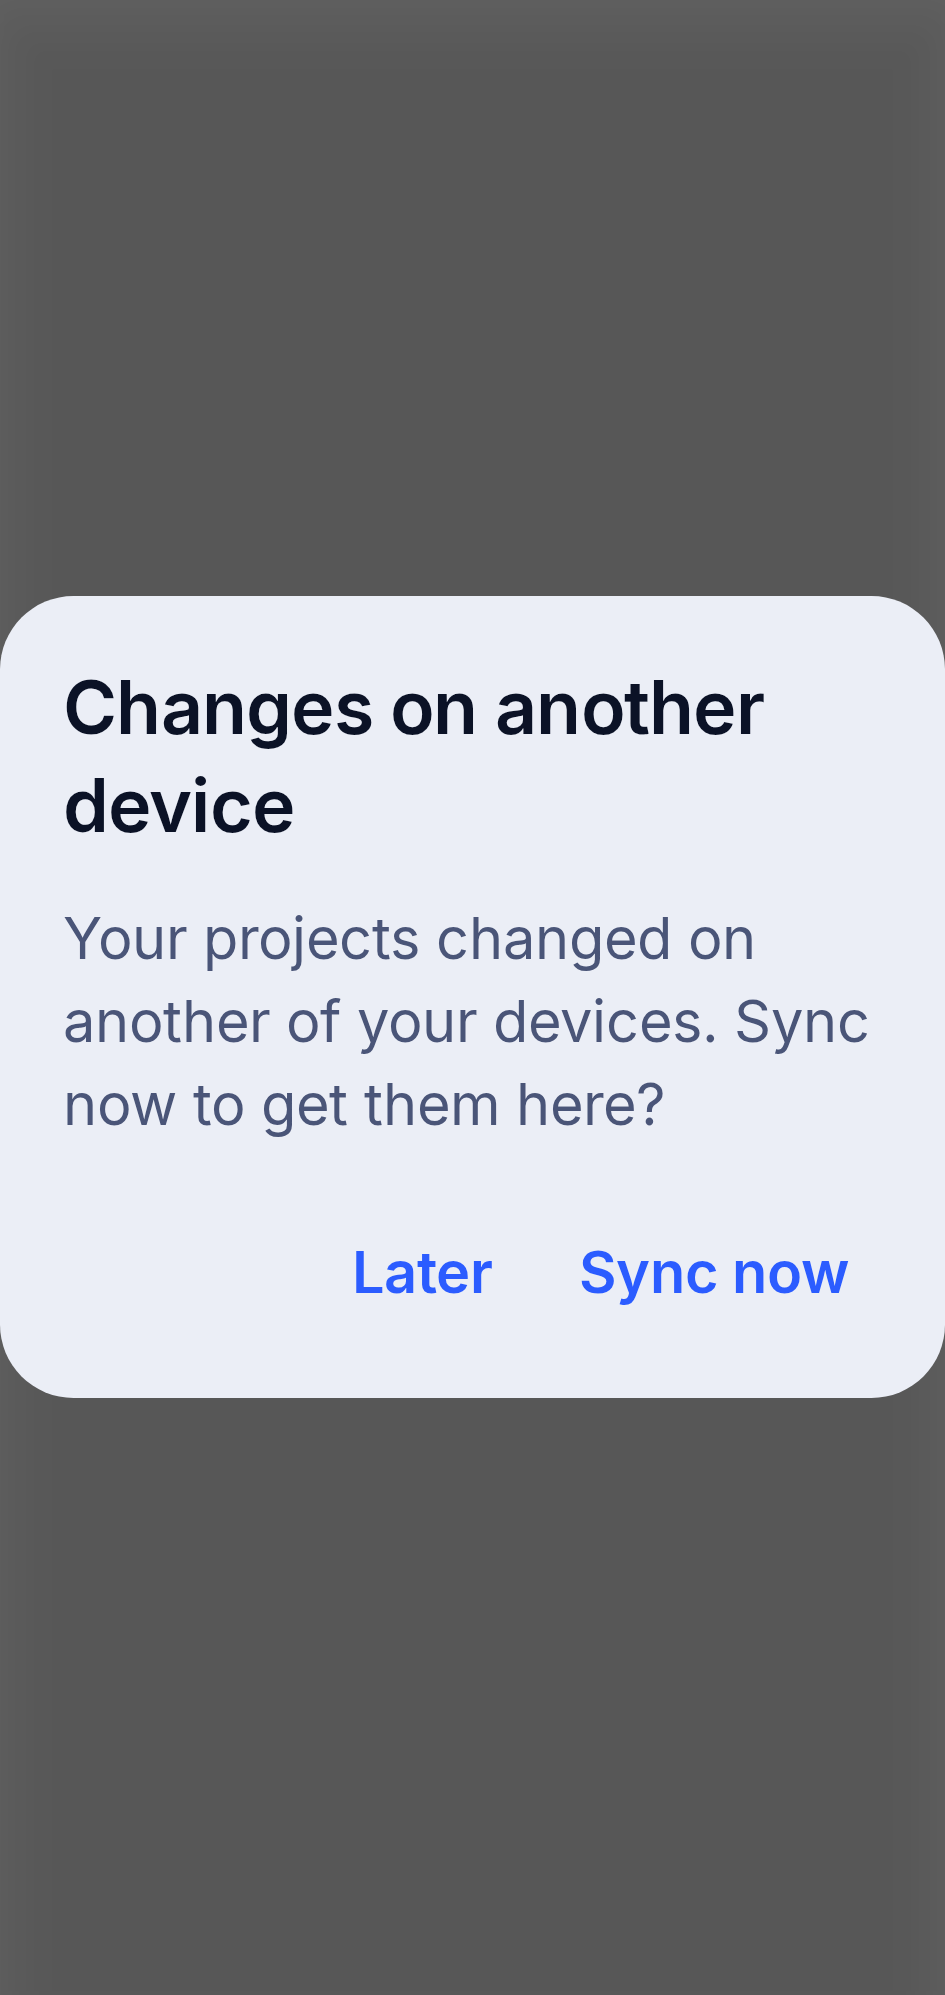 Changes on another
device
Your projects changed on
another of your devices. Sync
now to get them here?
Later
Sync now